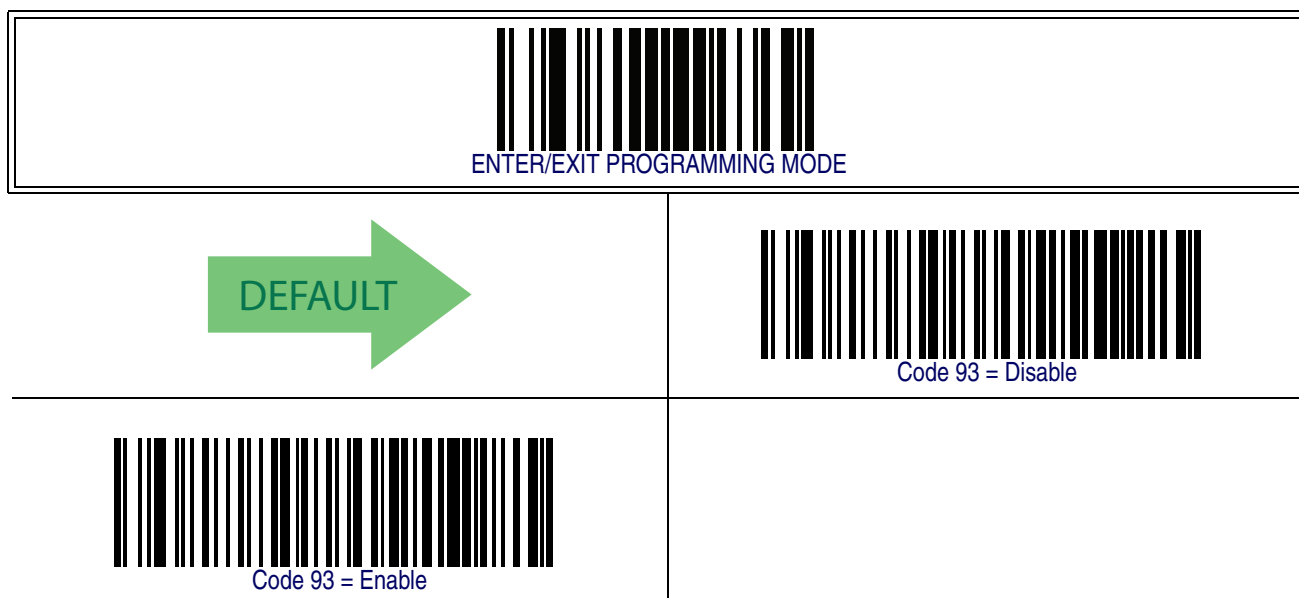 ENTER/EXIT PROGRAMMING MODE
DEFAULT
Code 93 = Disable
Code 93 = Enable